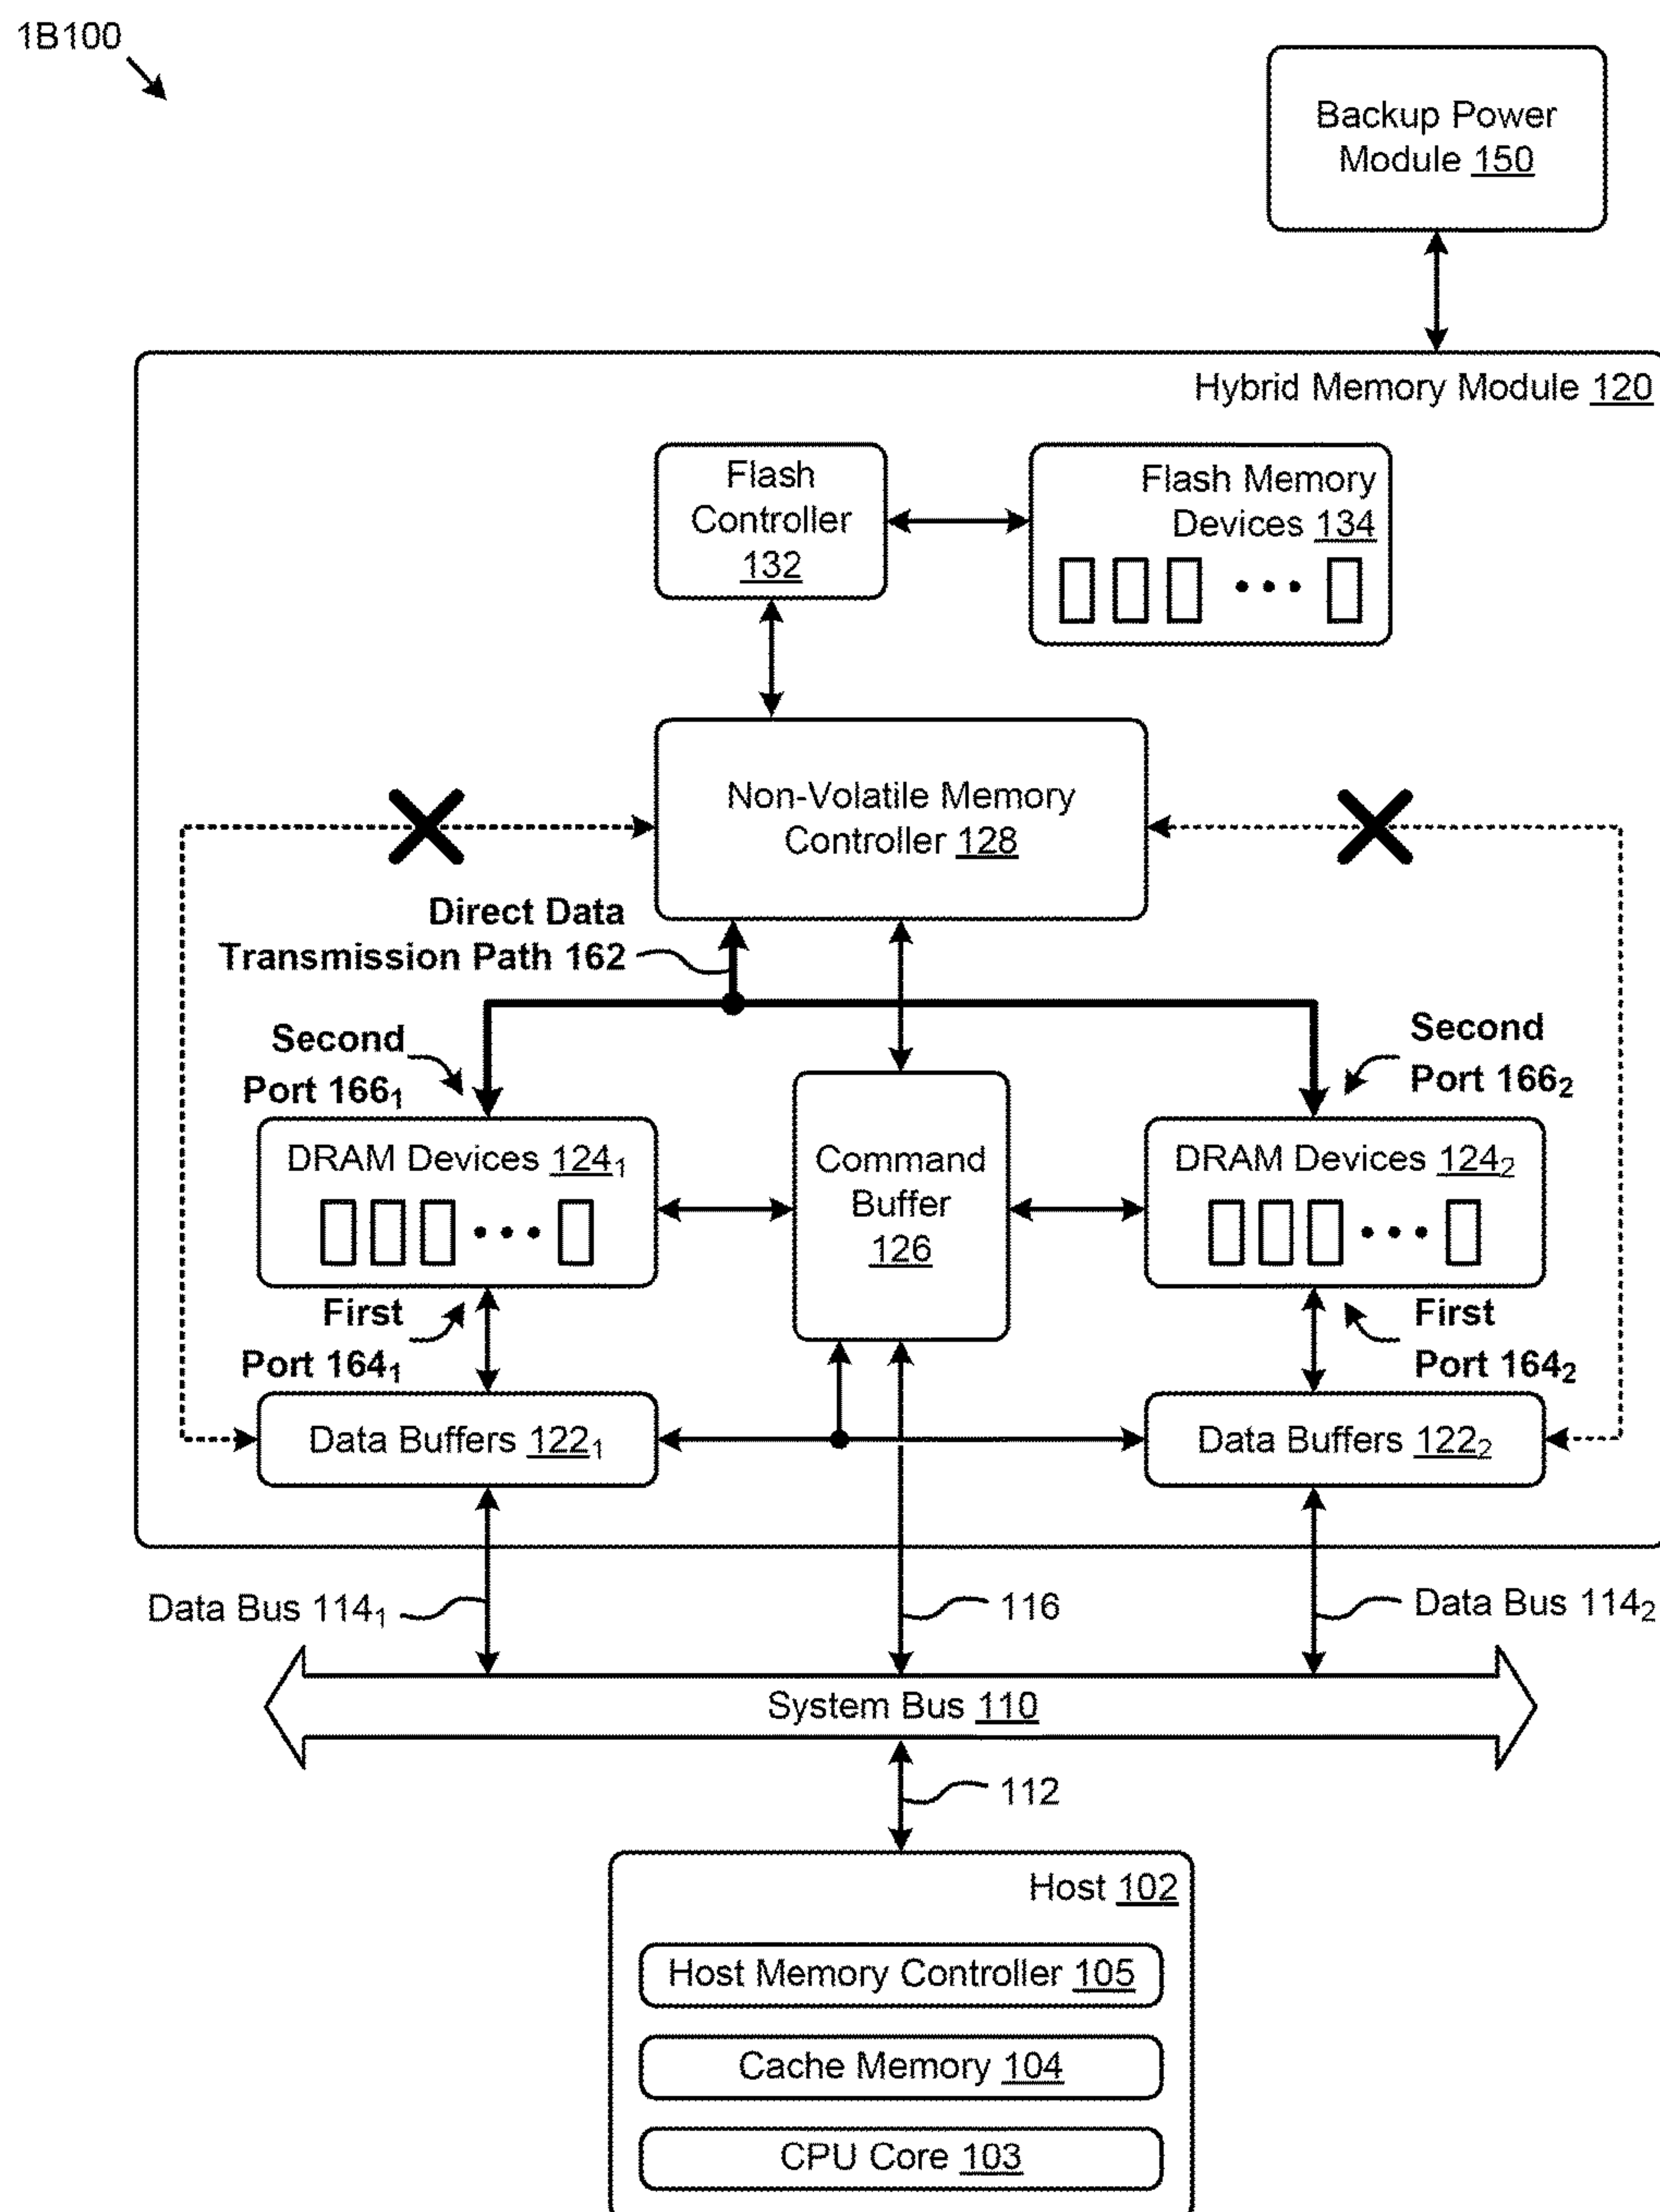 1B100
Backup Power
Module 150
Hybrid Memory Module 120
Flash
Controller
132
Flash Memory
Devices 134
Non-Volatile Memory
Controller 128
Direct Data
Transmission Path 162
Second
Port 166₁
Second
Port 166₂
DRAM Devices 124₁
Command
Buffer
126
DRAM Devices 124₂
First
Port 164₁
First
Port 164₂
Data Buffers 122₁
Data Buffers 122₂
Data Bus 114₁
116
Data Bus 114₂
System Bus 110
112
Host 102
Host Memory Controller 105
Cache Memory 104
CPU Core 103